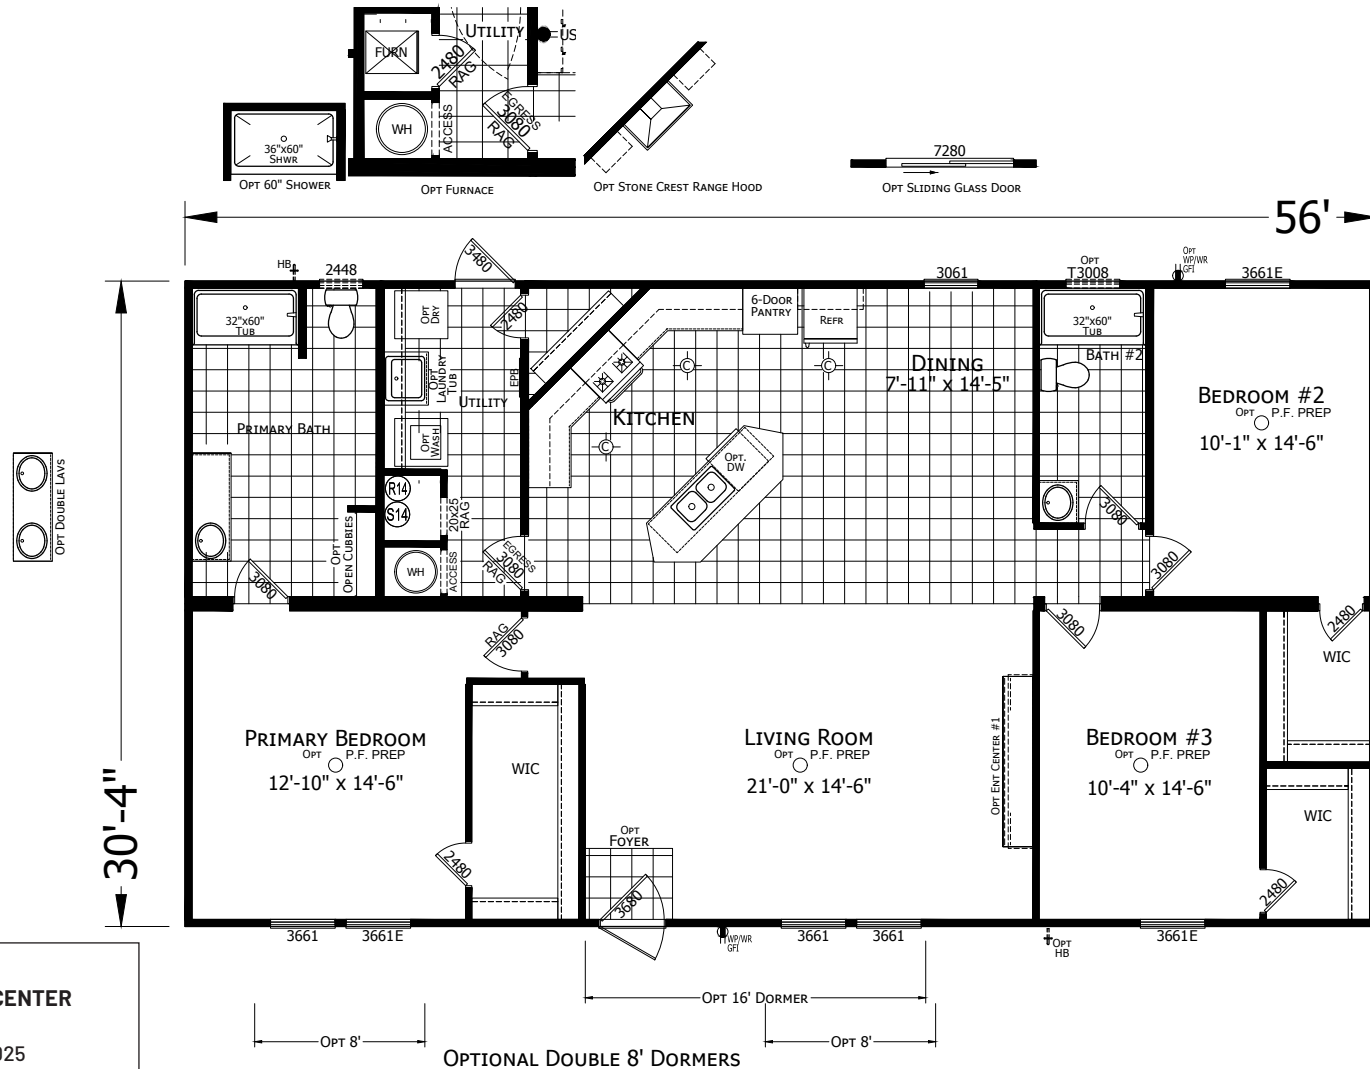 UTILITY
US
FURN
2480
RAG
WH
ACCESS
EGRESS
3080
RAG
36"x60"
SHWR
OPT 60" SHOWER
OPT FURNACE
OPT STONE CREST RANGE HOOD
7280
OPT SLIDING GLASS DOOR
56'
HB
2448
3480
3061
OPT
T3008
OPT
WP/WR
GFI
3661E
32"x60"
TUB
OPT
DRY
2480
6-DOOR
PANTRY
REFR
C
C
32"x60"
TUB
BATH #2
OPT
LAUNDRY
TUB
EPB
UTILITY
DINING
7'-11" x 14'-5"
KITCHEN
C
BEDROOM #2
OPT P.F. PREP
10'-1" x 14'-6"
PRIMARY BATH
OPT
WASH
OPT.
DW
OPT DOUBLE LAVS
R14
S14
20x25
RAG
3080
OPT
OPEN CUBBIES
WH
ACCESS
EGRESS
3080
RAG
3080
3080
RAG
3080
3080
2480
WIC
PRIMARY BEDROOM
OPT P.F. PREP
12'-10" x 14'-6"
WIC
LIVING ROOM
OPT P.F. PREP
21'-0" x 14'-6"
OPT ENT CENTER #1
BEDROOM #3
OPT P.F. PREP
10'-4" x 14'-6"
WIC
30'-4"
OPT
FOYER
2480
3680
2480
3661
3661E
WP/WR
GFI
3661
3661
OPT
HB
3661E
CENTER
OPT 16' DORMER
OPT 8'
OPT 8'
025
OPTIONAL DOUBLE 8' DORMERS